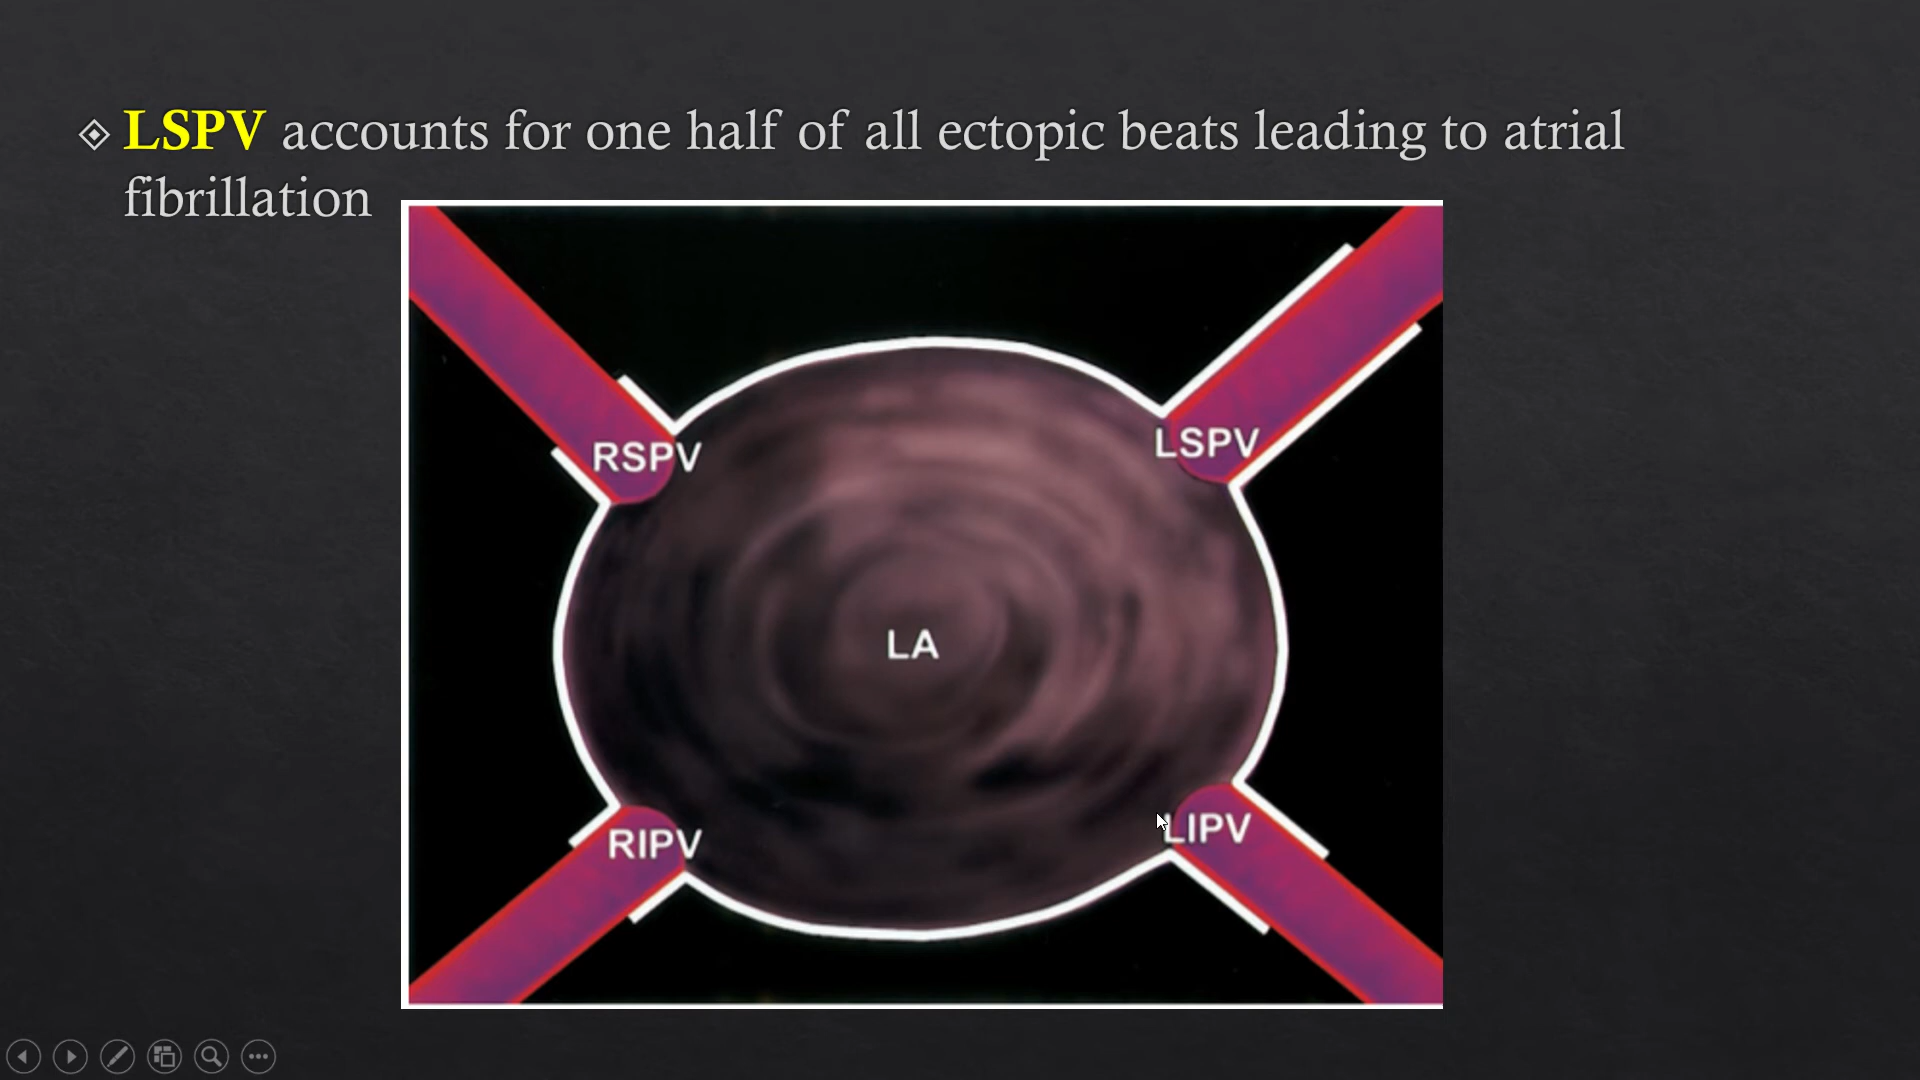 LSPV accounts for one half of all ectopic beats leading to atrial
fibrillation
RSPV
LSPV
LA
RIPV
LIPV